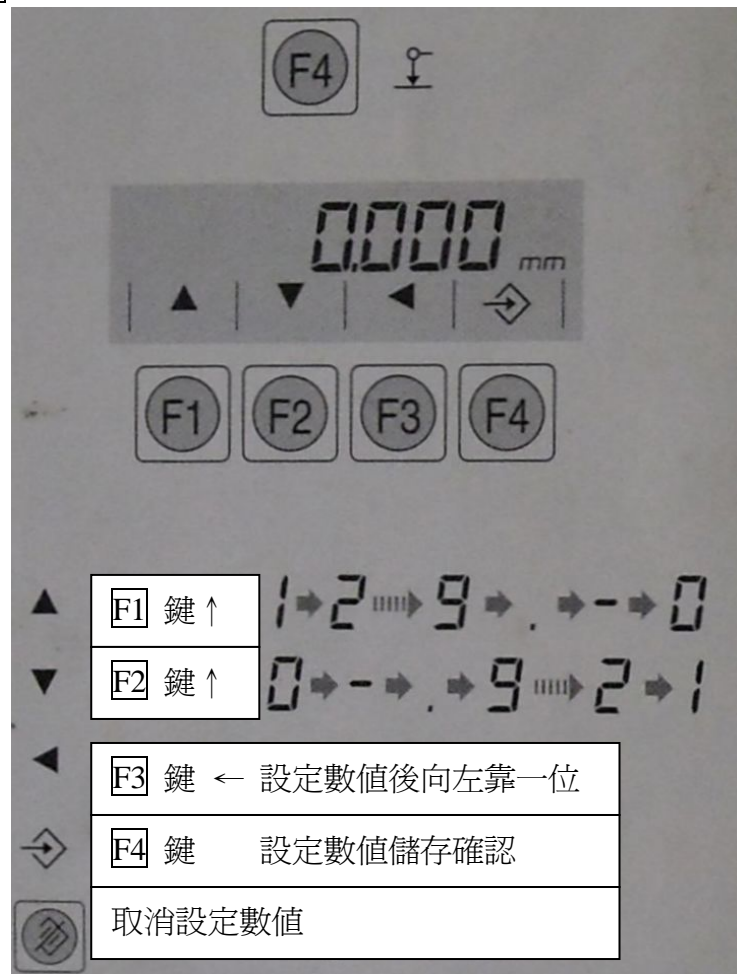 F4
0.000 mm
F1 F2 F3 F4
F1 鍵↑ 1 2 9 . - 0
F2 鍵↑ 0 - . 9 2 1
F3 鍵 ← 設定數值後向左靠一位
F4 鍵 設定數值儲存確認
取消設定數值